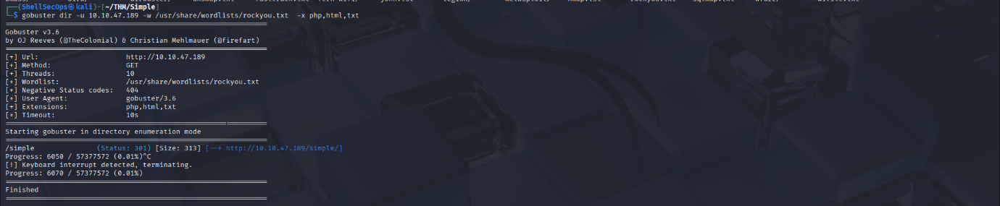 ┌──(ShellSecOps㉿kali)-[~/THM/Simple]
└─$ gobuster dir -u 10.10.47.189 -w /usr/share/wordlists/rockyou.txt  -x php,html,txt
===============================================================
Gobuster v3.6
by OJ Reeves (@TheColonial) & Christian Mehlmauer (@firefart)
===============================================================
[+] Url:                     http://10.10.47.189
[+] Method:                  GET
[+] Threads:                 10
[+] Wordlist:                /usr/share/wordlists/rockyou.txt
[+] Negative Status codes:   404
[+] User Agent:              gobuster/3.6
[+] Extensions:              php,html,txt
[+] Timeout:                 10s
===============================================================
Starting gobuster in directory enumeration mode
===============================================================
/simple               (Status: 301) [Size: 313] [--> http://10.10.47.189/simple/]
Progress: 6050 / 57377572 (0.01%)^C
[!] Keyboard interrupt detected, terminating.
Progress: 6070 / 57377572 (0.01%)
===============================================================
Finished
===============================================================